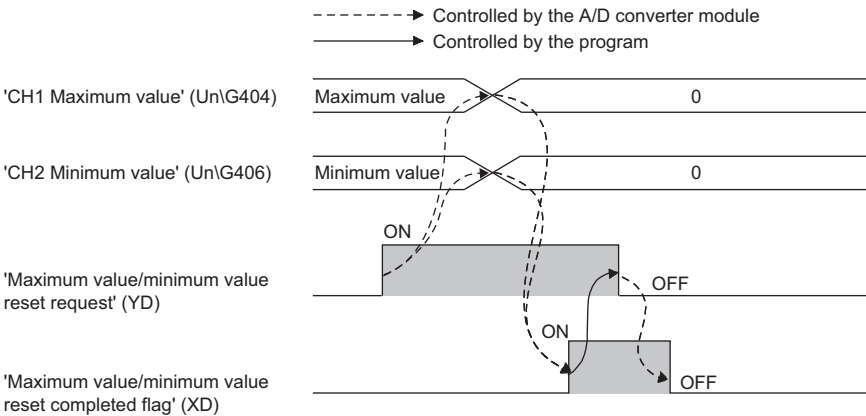 Controlled by the A/D converter module
Controlled by the program
'CH1 Maximum value' (Un\G404)
Maximum value
0
'CH2 Minimum value' (Un\G406)
Minimum value
0
ON
'Maximum value/minimum value
reset request' (YD)
OFF
ON
'Maximum value/minimum value
reset completed flag' (XD)
OFF